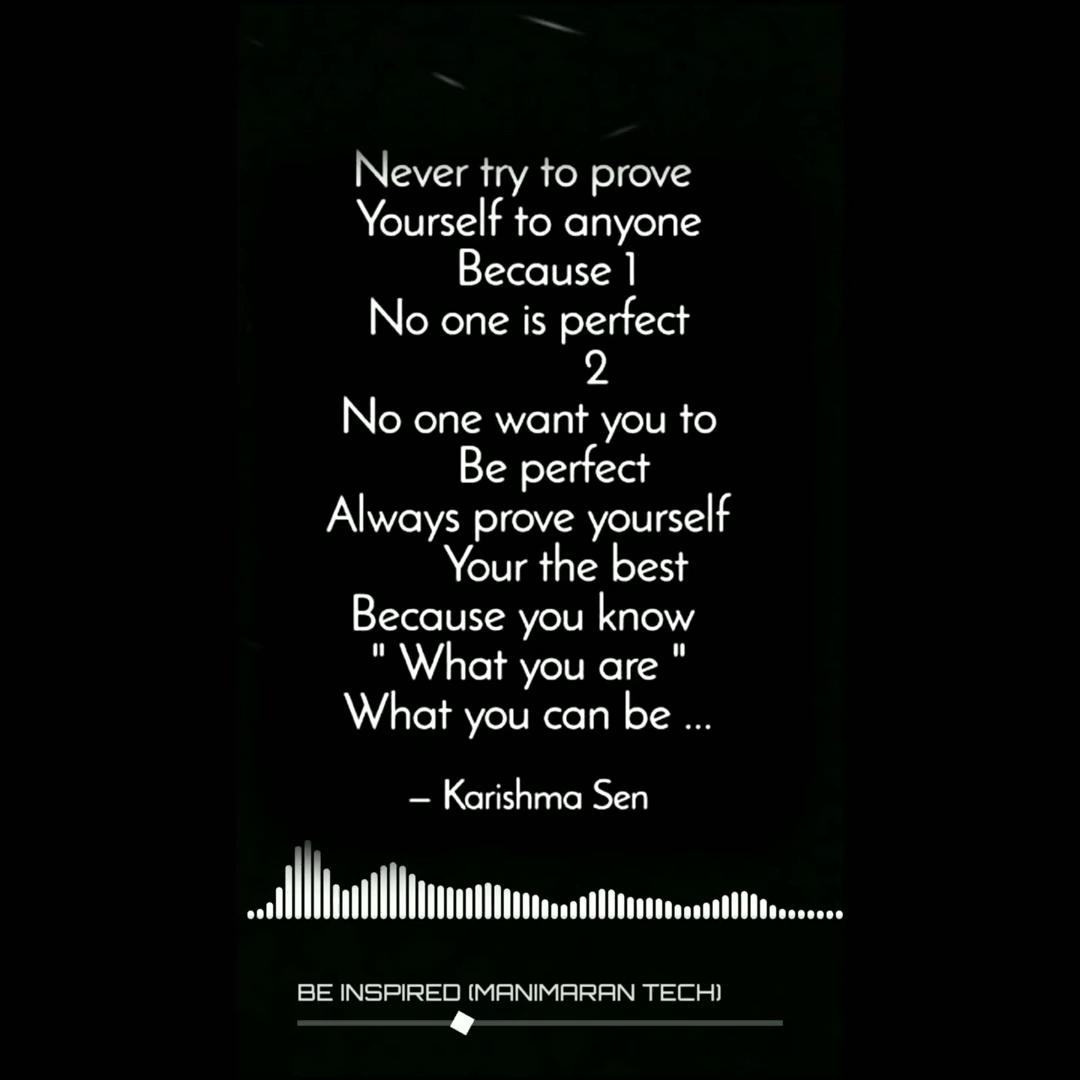 Never try to prove
Yourself to anyone
Because 1
No one is perfect
2
No one want you to
Be perfect
Always prove yourself
Your the best
Because you know
" What you are "
What you can be ...
– Karishma Sen
BE INSPIRED (MANIMARAN TECH)